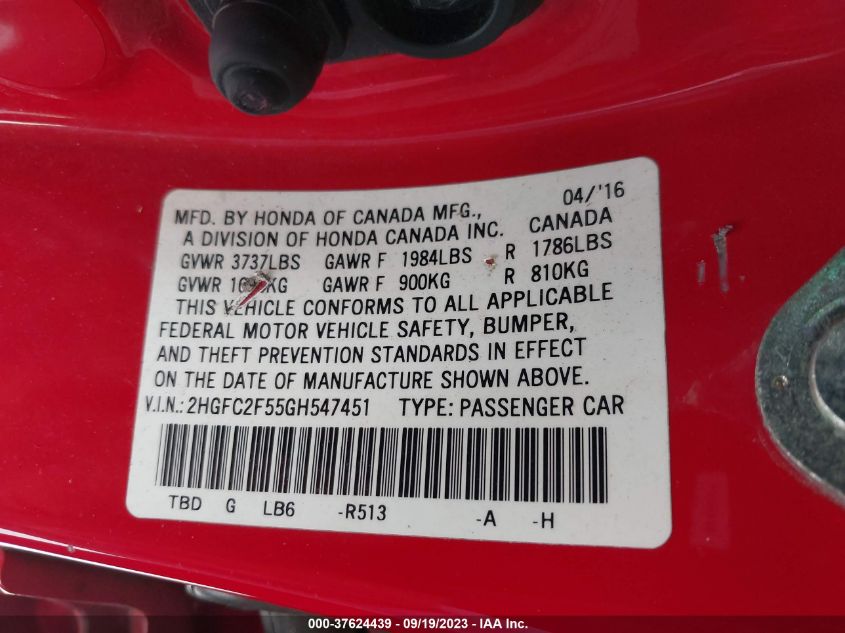 04/'16
MFD. BY HONDA OF CANADA MFG., CANADA
A DIVISION OF HONDA CANADA INC.
GVWR 3737LBS GAWR F 1984LBS R 1786LBS
GVWR KG GAWR F 900KG R 810KG
THIS VEHICLE CONFORMS TO ALL APPLICABLE
FEDERAL MOTOR VEHICLE SAFETY, BUMPER,
AND THEFT PREVENTION STANDARDS IN EFFECT
ON THE DATE OF MANUFACTURE SHOWN ABOVE.
V.I.N.: 2HGFC2F55GH547451 TYPE: PASSENGER CAR
TBD G LB6 -R513 -A -H
000-37624439 — 09/19/2023 — IAA Inc.